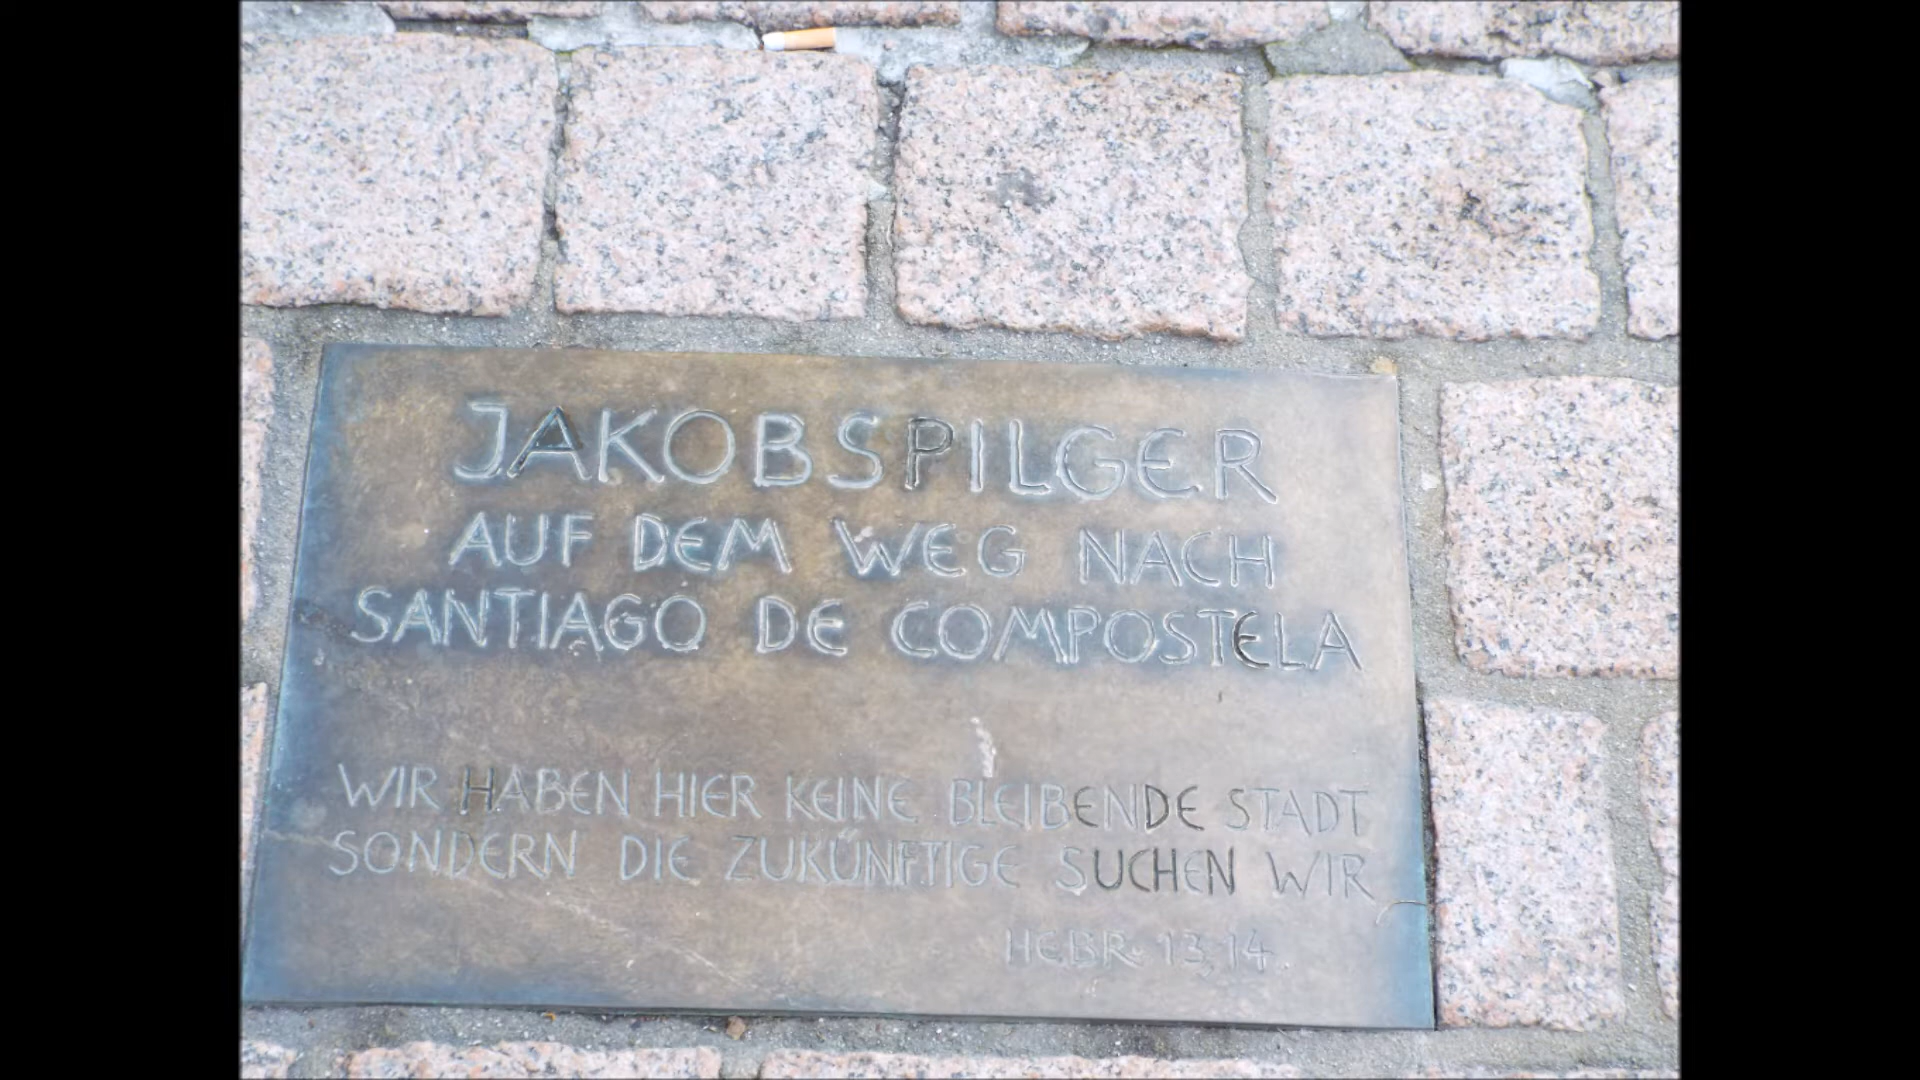 JAKOBSPILGER
AUF DEM WEG NACH
SANTIAGO DE COMPOSTELA
WIR HABEN HIER KEINE BLEIBENDE STADT
SONDERN DIE ZUKÜNFTIGE SUCHEN WIR
HEBR. 13,14.